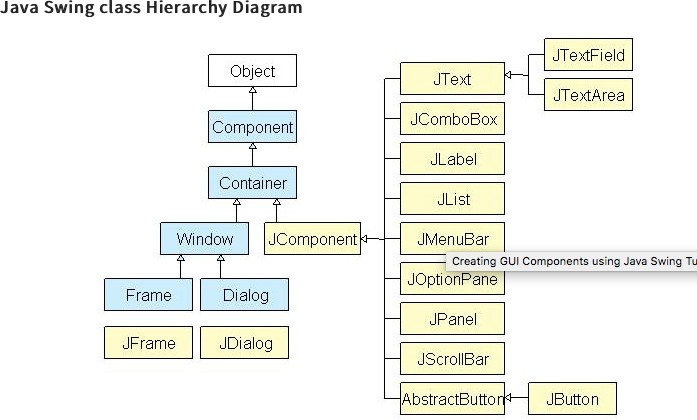 Java Swing class Hierarchy Diagram
Object
Component
Container
Window
JComponent
Frame
Dialog
JFrame
JDialog
JText
JComboBox
JLabel
JList
JMenuBar
Creating GUI Components using Java Swing Tu
JOptionPane
JPanel
JScrollBar
AbstractButton
JButton
JTextField
JTextArea